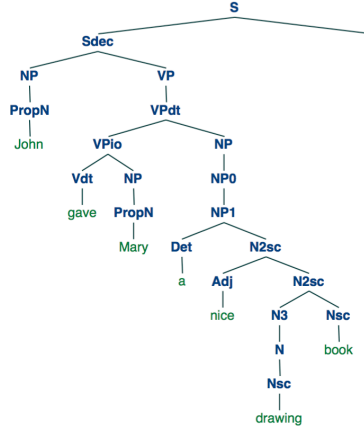 S
Sdec
NP VP
PropN VPdt
John VPio NP
Vdt NP NP0
gave PropN NP1
Mary Det N2sc
a Adj N2sc
nice N3 Nsc
N book
Nsc
drawing